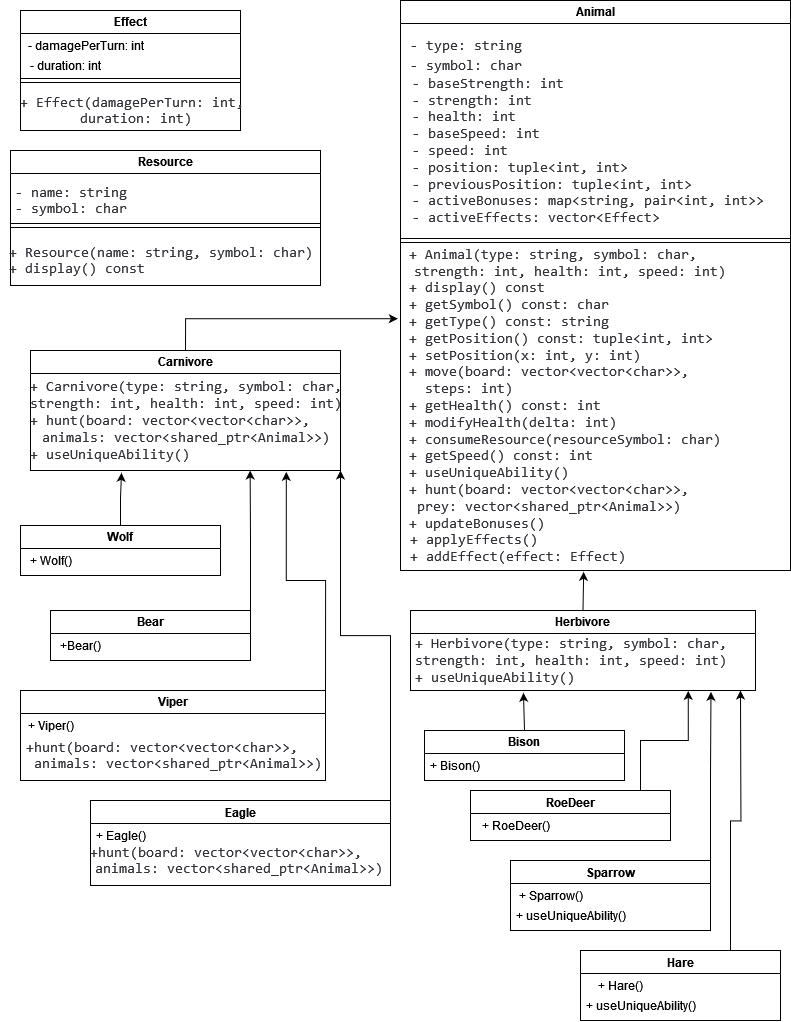 Effect
- damagePerTurn: int
- duration: int
+ Effect(damagePerTurn: int,
duration: int)
Resource
- name: string
- symbol: char
+ Resource(name: string, symbol: char)
+ display() const
Animal
- type: string
- symbol: char
- baseStrength: int
- strength: int
- health: int
- baseSpeed: int
- speed: int
- position: tuple<int, int>
- previousPosition: tuple<int, int>
- activeBonuses: map<string, pair<int, int>>
- activeEffects: vector<Effect>
+ Animal(type: string, symbol: char,
strength: int, health: int, speed: int)
+ display() const
+ getSymbol() const: char
+ getType() const: string
+ getPosition() const: tuple<int, int>
+ setPosition(x: int, y: int)
+ move(board: vector<vector<char>>,
steps: int)
+ getHealth() const: int
+ modifyHealth(delta: int)
+ consumeResource(resourceSymbol: char)
+ getSpeed() const: int
+ useUniqueAbility()
+ hunt(board: vector<vector<char>>,
prey: vector<shared_ptr<Animal>>)
+ updateBonuses()
+ applyEffects()
+ addEffect(effect: Effect)
Carnivore
+ Carnivore(type: string, symbol: char,
strength: int, health: int, speed: int)
+ hunt(board: vector<vector<char>>,
animals: vector<shared_ptr<Animal>>)
+ useUniqueAbility()
Wolf
+ Wolf()
Bear
+Bear()
Viper
+ Viper()
+hunt(board: vector<vector<char>>,
animals: vector<shared_ptr<Animal>>)
Eagle
+ Eagle()
+hunt(board: vector<vector<char>>,
animals: vector<shared_ptr<Animal>>)
Herbivore
+ Herbivore(type: string, symbol: char,
strength: int, health: int, speed: int)
+ useUniqueAbility()
Bison
+ Bison()
RoeDeer
+ RoeDeer()
Sparrow
+ Sparrow()
+ useUniqueAbility()
Hare
+ Hare()
+ useUniqueAbility()